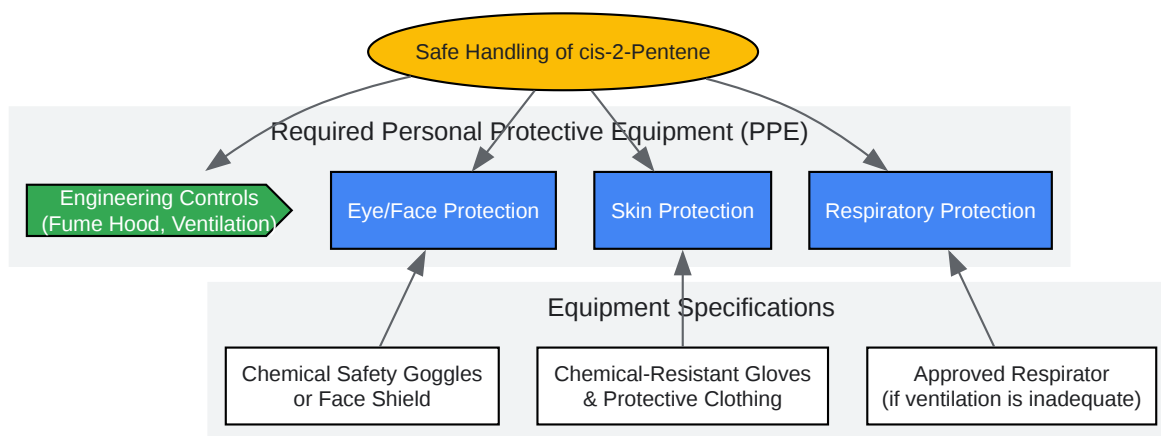 Safe Handling of cis-2-Pentene
Required Personal Protective Equipment (PPE)
Engineering Controls
(Fume Hood, Ventilation)
Eye/Face Protection
Skin Protection
Respiratory Protection
Equipment Specifications
Chemical Safety Goggles
or Face Shield
Chemical-Resistant Gloves
& Protective Clothing
Approved Respirator
(if ventilation is inadequate)